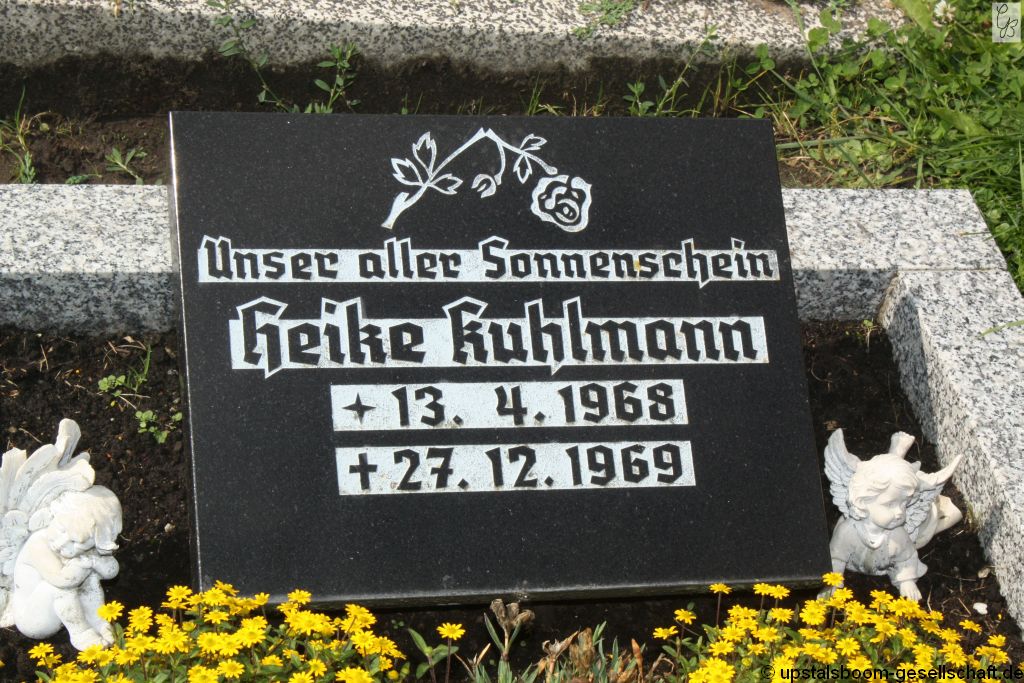 Unser aller Sonnenschein
Heike Kuhlmann
✦ 13. 4. 1968
+ 27. 12. 1969
© upstalsboom-gesellschaft.de